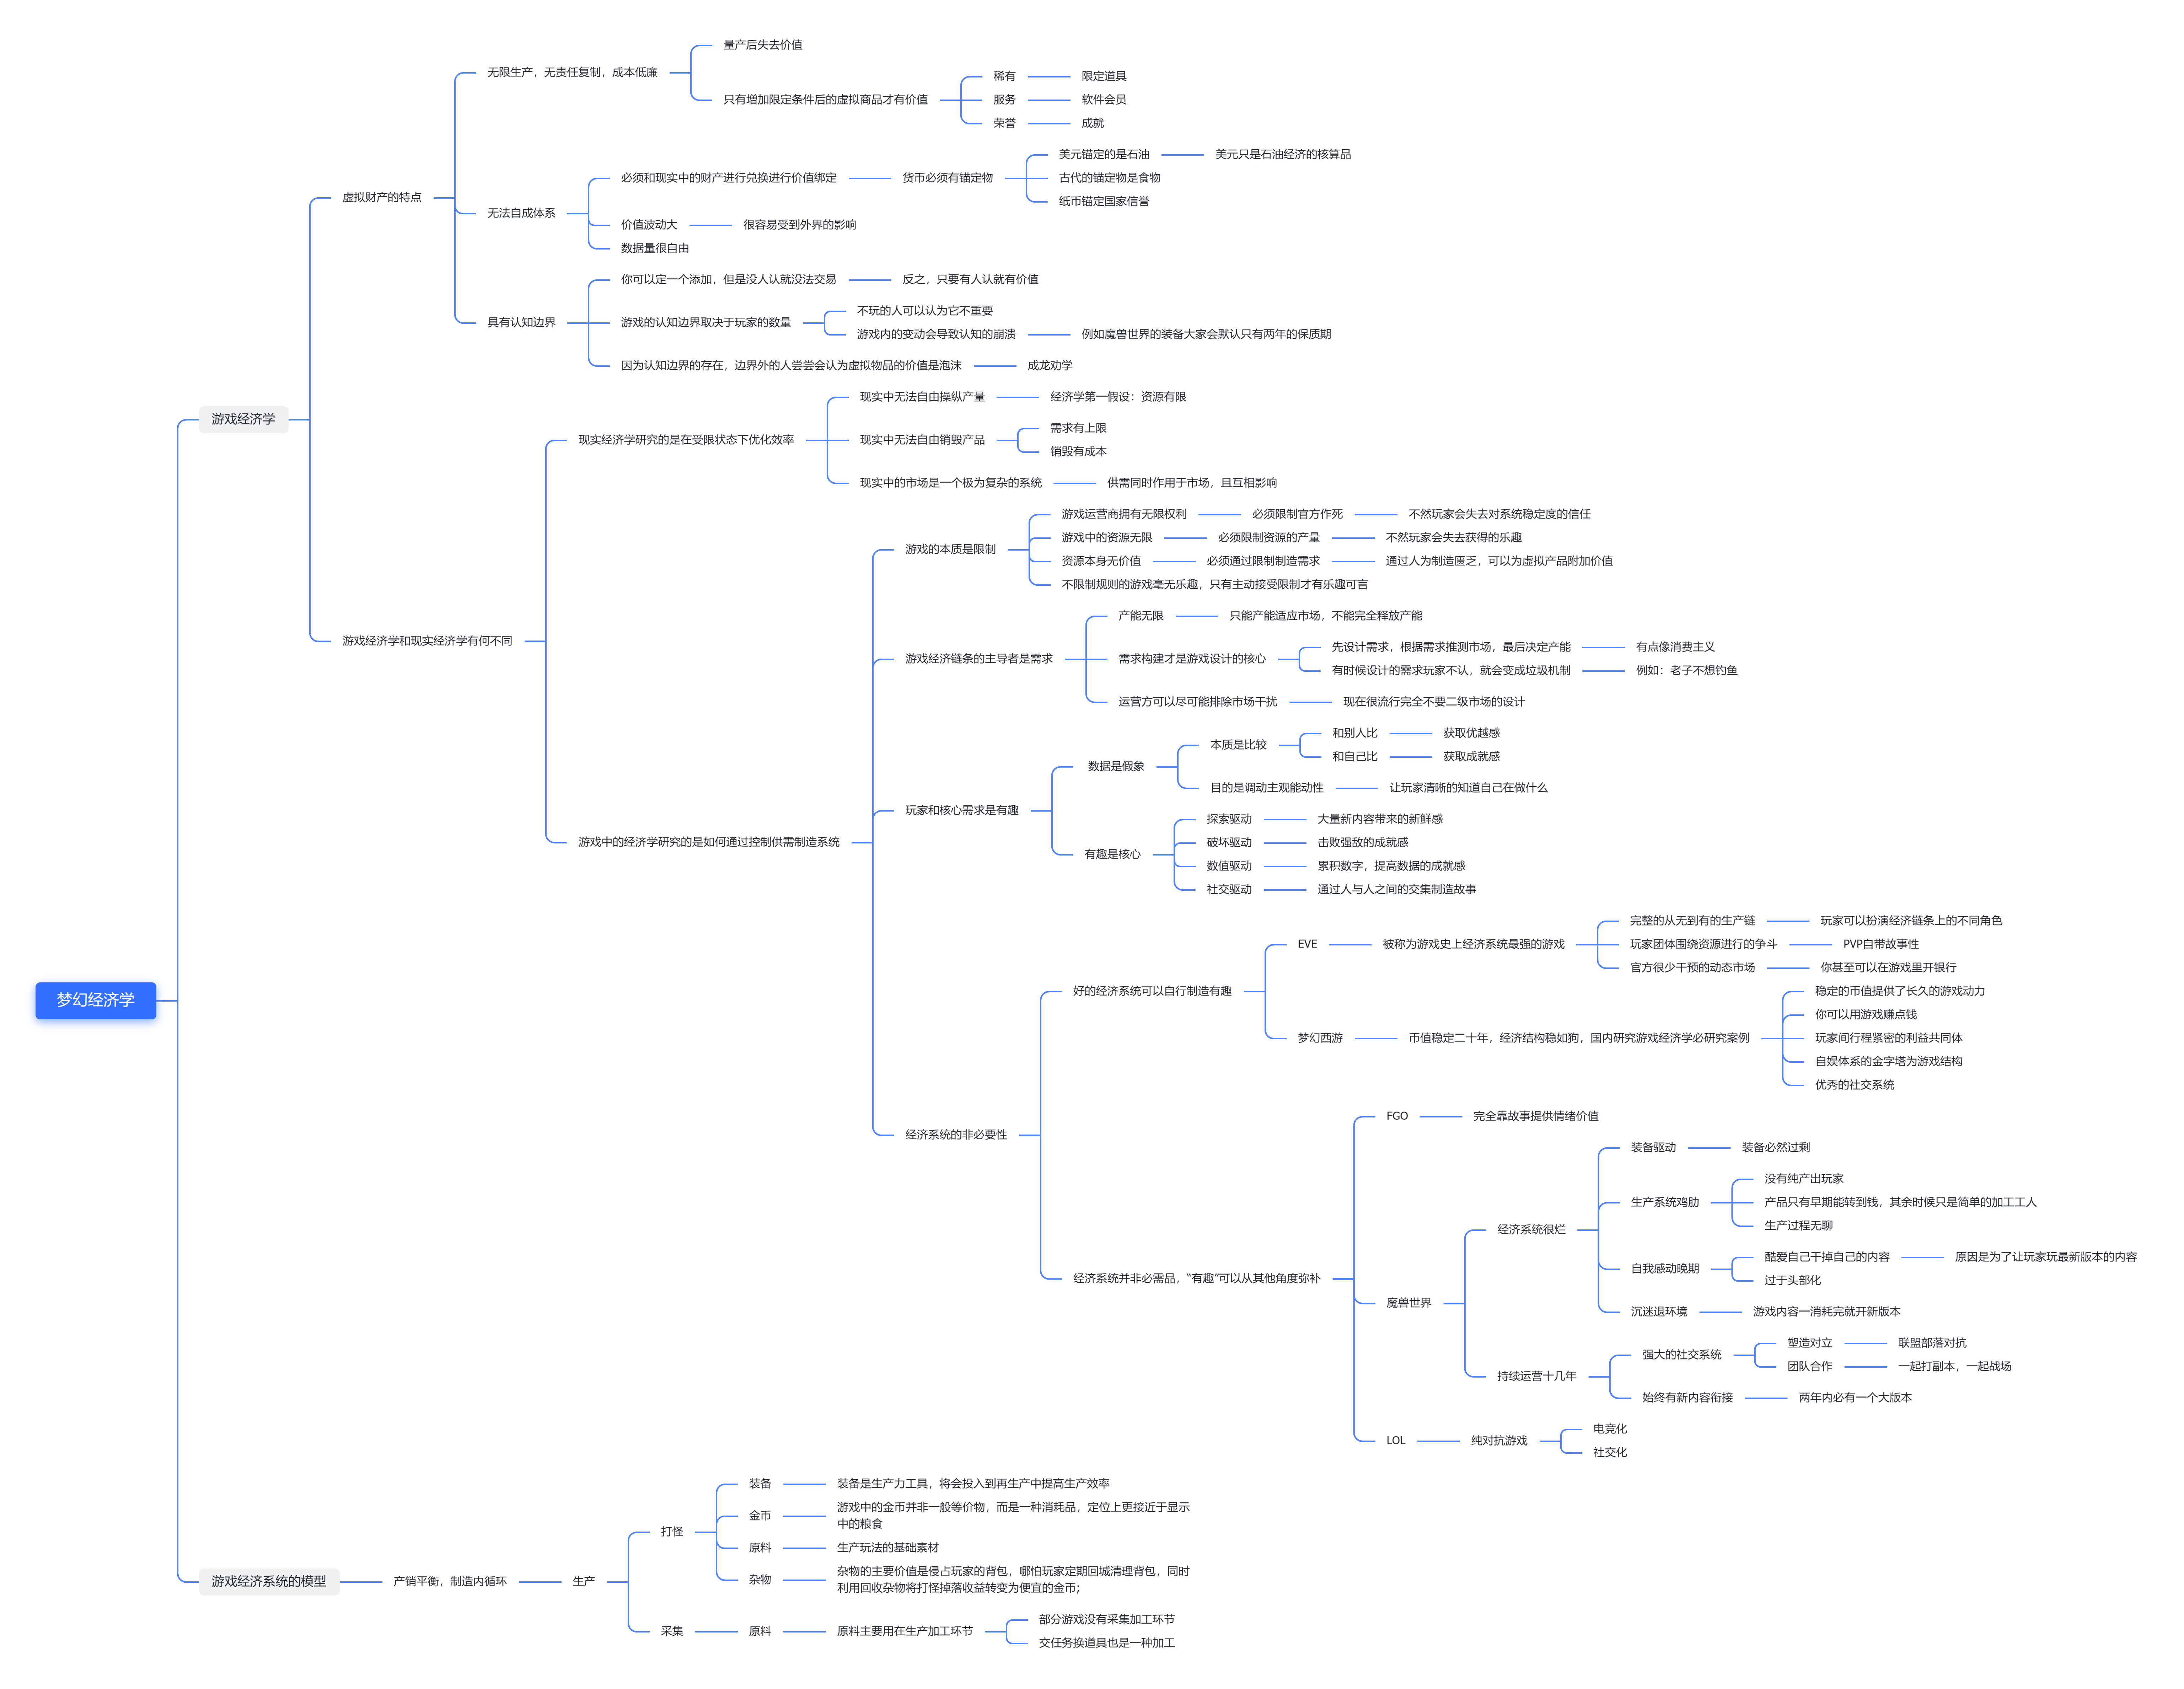 梦幻经济学
游戏经济学
虚拟财产的特点
无限生产，无责任复制，成本低廉
量产后失去价值
只有增加限定条件后的虚拟商品才有价值
稀有
限定道具
服务
软件会员
荣誉
成就
无法自成体系
必须和现实中的财产进行兑换进行价值绑定
货币必须有锚定物
美元锚定的是石油
美元只是石油经济的核算品
古代的锚定物是食物
纸币锚定国家信誉
价值波动大
很容易受到外界的影响
数据量很自由
具有认知边界
你可以定一个添加，但是没人认就没法交易
反之，只要有人认就有价值
游戏的认知边界取决于玩家的数量
不玩的人可以认为它不重要
游戏内的变动会导致认知的崩溃
例如魔兽世界的装备大家会默认只有两年的保质期
因为认知边界的存在，边界外的人尝尝会认为虚拟物品的价值是泡沫
成龙劝学
游戏经济学和现实经济学有何不同
现实经济学研究的是在受限状态下优化效率
现实中无法自由操纵产量
经济学第一假设：资源有限
现实中无法自由销毁产品
需求有上限
销毁有成本
现实中的市场是一个极为复杂的系统
供需同时作用于市场，且互相影响
游戏中的经济学研究的是如何通过控制供需制造系统
游戏的本质是限制
游戏运营商拥有无限权利
必须限制官方作死
不然玩家会失去对系统稳定度的信任
游戏中的资源无限
必须限制资源的产量
不然玩家会失去获得的乐趣
资源本身无价值
必须通过限制制造需求
通过人为制造匮乏，可以为虚拟产品附加价值
不限制规则的游戏毫无乐趣，只有主动接受限制才有乐趣可言
游戏经济链条的主导者是需求
产能无限
只能产能适应市场，不能完全释放产能
需求构建才是游戏设计的核心
先设计需求，根据需求推测市场，最后决定产能
有点像消费主义
有时候设计的需求玩家不认，就会变成垃圾机制
例如：老子不想钓鱼
运营方可以尽可能排除市场干扰
现在很流行完全不要二级市场的设计
玩家和核心需求是有趣
数据是假象
本质是比较
和别人比
获取优越感
和自己比
获取成就感
目的是调动主观能动性
让玩家清晰的知道自己在做什么
有趣是核心
探索驱动
大量新内容带来的新鲜感
破坏驱动
击败强敌的成就感
数值驱动
累积数字，提高数据的成就感
社交驱动
通过人与人之间的交集制造故事
经济系统的非必要性
好的经济系统可以自行制造有趣
EVE
被称为游戏史上经济系统最强的游戏
完整的从无到有的生产链
玩家可以扮演经济链条上的不同角色
玩家团体围绕资源进行的争斗
PVP自带故事性
官方很少干预的动态市场
你甚至可以在游戏里开银行
梦幻西游
币值稳定二十年，经济结构稳如狗，国内研究游戏经济学必研究案例
稳定的币值提供了长久的游戏动力
你可以用游戏赚点钱
玩家间行程紧密的利益共同体
自娱体系的金字塔为游戏结构
优秀的社交系统
经济系统并非必需品，“有趣”可以从其他角度弥补
FGO
完全靠故事提供情绪价值
魔兽世界
经济系统很烂
装备驱动
装备必然过剩
生产系统鸡肋
没有纯产出玩家
产品只有早期能转到钱，其余时候只是简单的加工工人
生产过程无聊
自我感动晚期
酷爱自己干掉自己的内容
原因是为了让玩家玩最新版本的内容
过于头部化
沉迷退环境
游戏内容一消耗完就开新版本
持续运营十几年
强大的社交系统
塑造对立
联盟部落对抗
团队合作
一起打副本，一起战场
始终有新内容衔接
两年内必有一个大版本
LOL
纯对抗游戏
电竞化
社交化
游戏经济系统的模型
产销平衡，制造内循环
生产
打怪
装备
装备是生产力工具，将会投入到再生产中提高生产效率
金币
游戏中的金币并非一般等价物，而是一种消耗品，定位上更接近于显示
中的粮食
原料
生产玩法的基础素材
杂物
杂物的主要价值是侵占玩家的背包，哪怕玩家定期回城清理背包，同时
利用回收杂物将打怪掉落收益转变为便宜的金币；
采集
原料
原料主要用在生产加工环节
部分游戏没有采集加工环节
交任务换道具也是一种加工